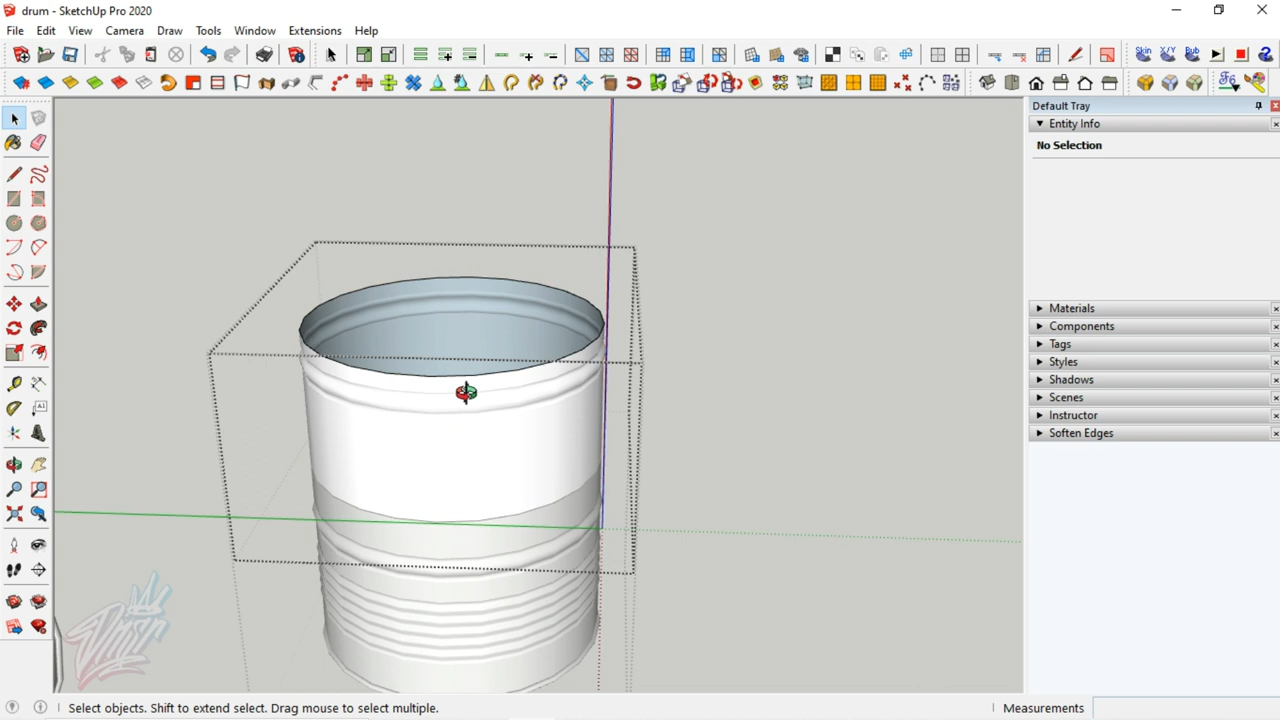 drum - SketchUp Pro 2020
File Edit View Camera Draw Tools Window Extensions Help
Skin X/Y Bub
Default Tray
Entity Info
No Selection
Materials
Components
Tags
Styles
Shadows
Scenes
Instructor
Soften Edges
Select objects. Shift to extend select. Drag mouse to select multiple.
Measurements